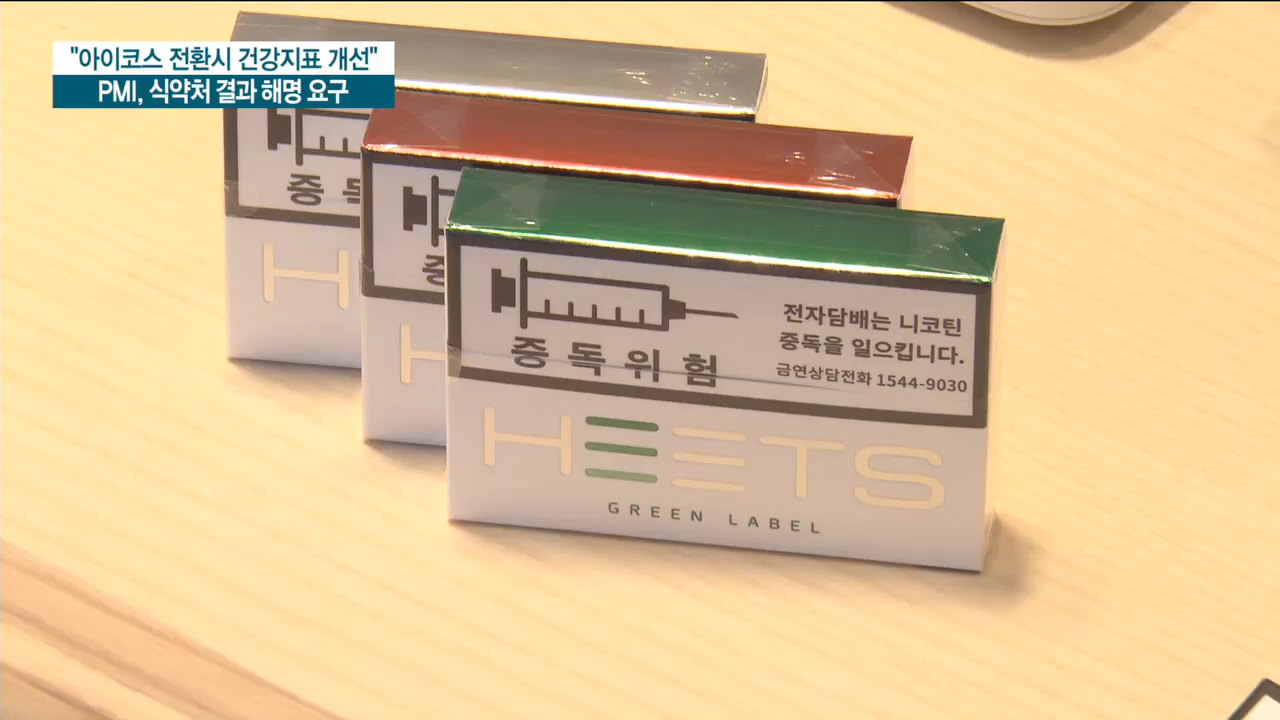 "아이코스 전환시 건강지표 개선"
PMI, 식약처 결과 해명 요구
중
중독위험
전자담배는 니코틴
중독을 일으킵니다.
금연상담전화 1544-9030
HEETS
GREEN LABEL